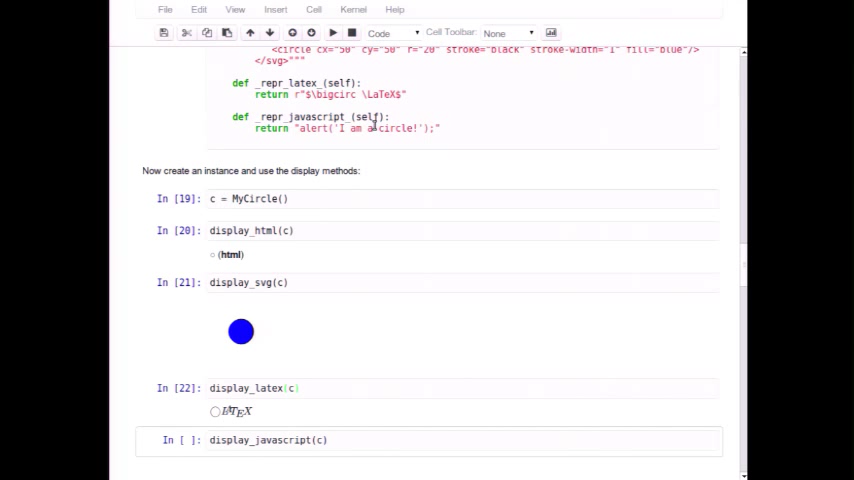 File Edit View Insert Cell Kernel Help
Code Cell Toolbar: None
<circle cx="50" cy="50" r="20" stroke="black" stroke-width="1" fill="blue"/>
</svg>"""
def _repr_latex_(self):
return r"$\bigcirc \LaTeX$"
def _repr_javascript_(self):
return "alert('I am a circle!');"
Now create an instance and use the display methods:
In [19]: c = MyCircle()
In [20]: display_html(c)
○ (html)
In [21]: display_svg(c)
In [22]: display_latex(c)
◯ LATEX
In [ ]: display_javascript(c)